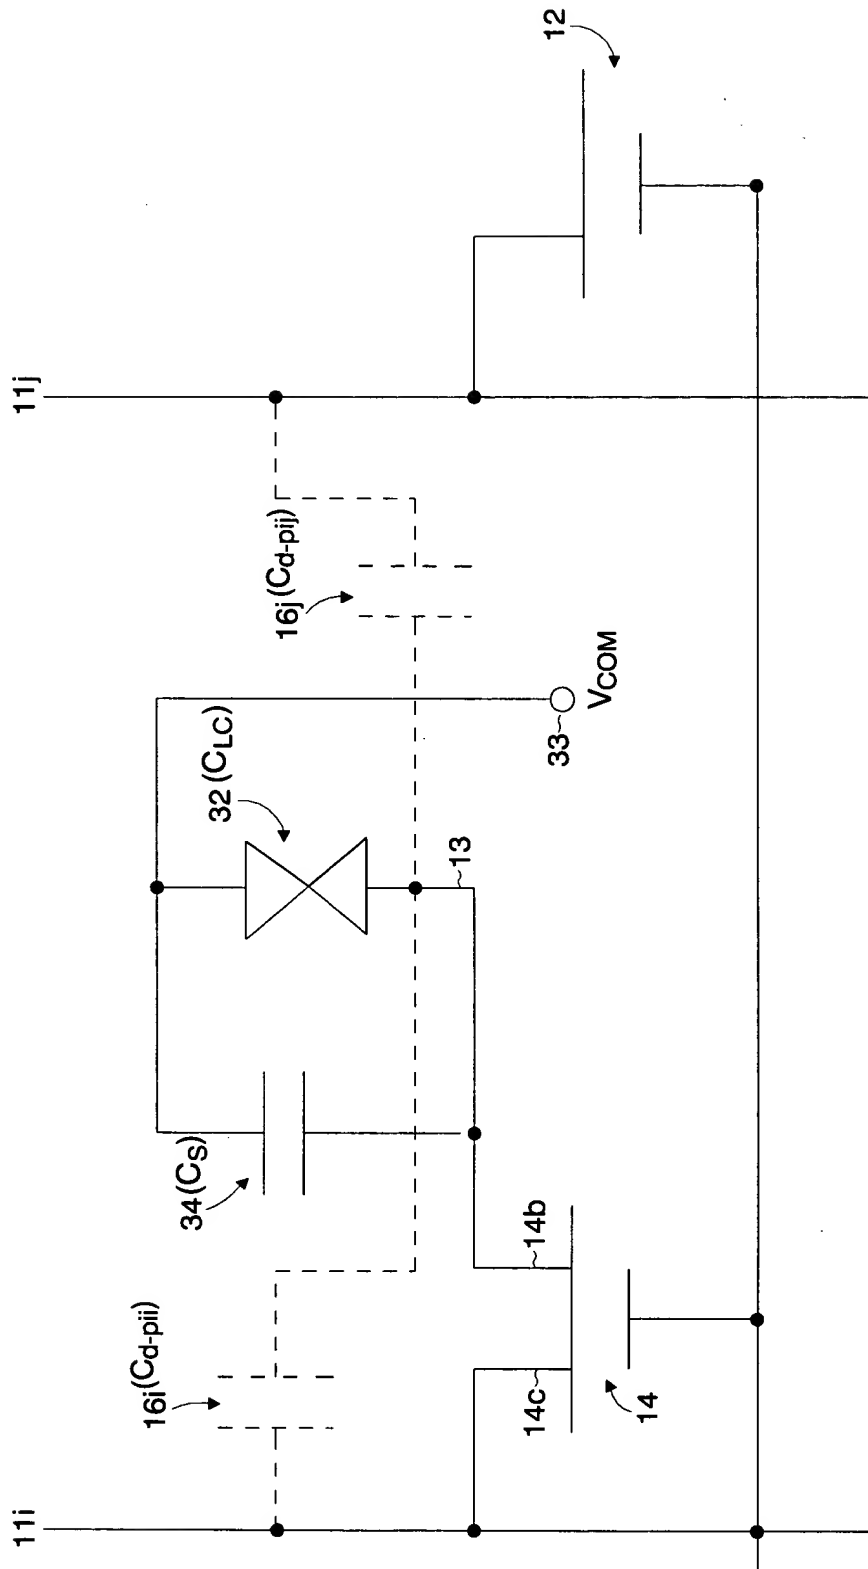 11i
11j
16i (Cd-pii)
16j (Cd-pij)
34 (CS)
32 (CLC)
33
VCOM
13
14c
14b
14
12